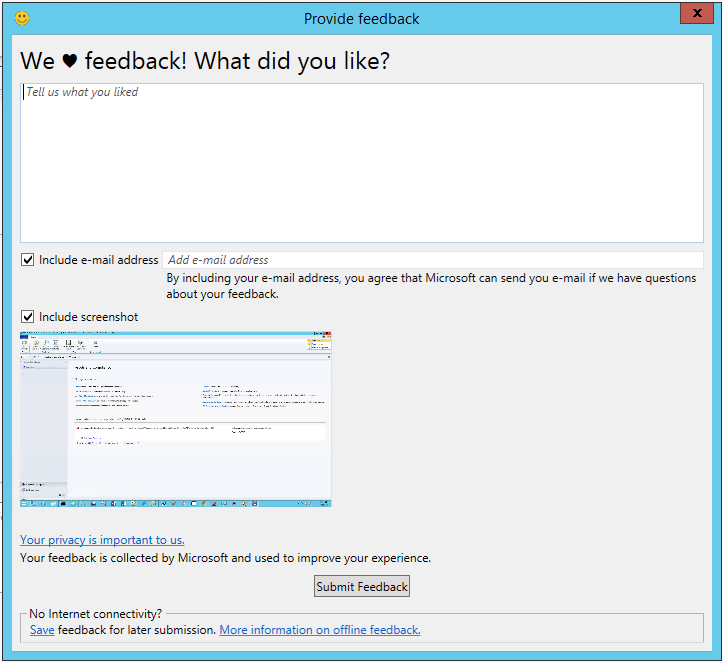 Provide feedback
x
We ♥ feedback! What did you like?
Tell us what you liked
Include e-mail address
Add e-mail address
By including your e-mail address, you agree that Microsoft can send you e-mail if we have questions
about your feedback.
Include screenshot
Your privacy is important to us.
Your feedback is collected by Microsoft and used to improve your experience.
Submit Feedback
No Internet connectivity?
Save feedback for later submission. More information on offline feedback.